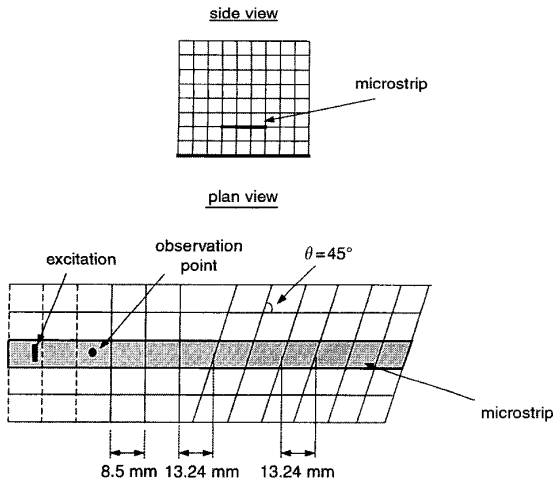 side view
microstrip
plan view
excitation
observation
point
θ = 45°
microstrip
8.5 mm 13.24 mm 13.24 mm